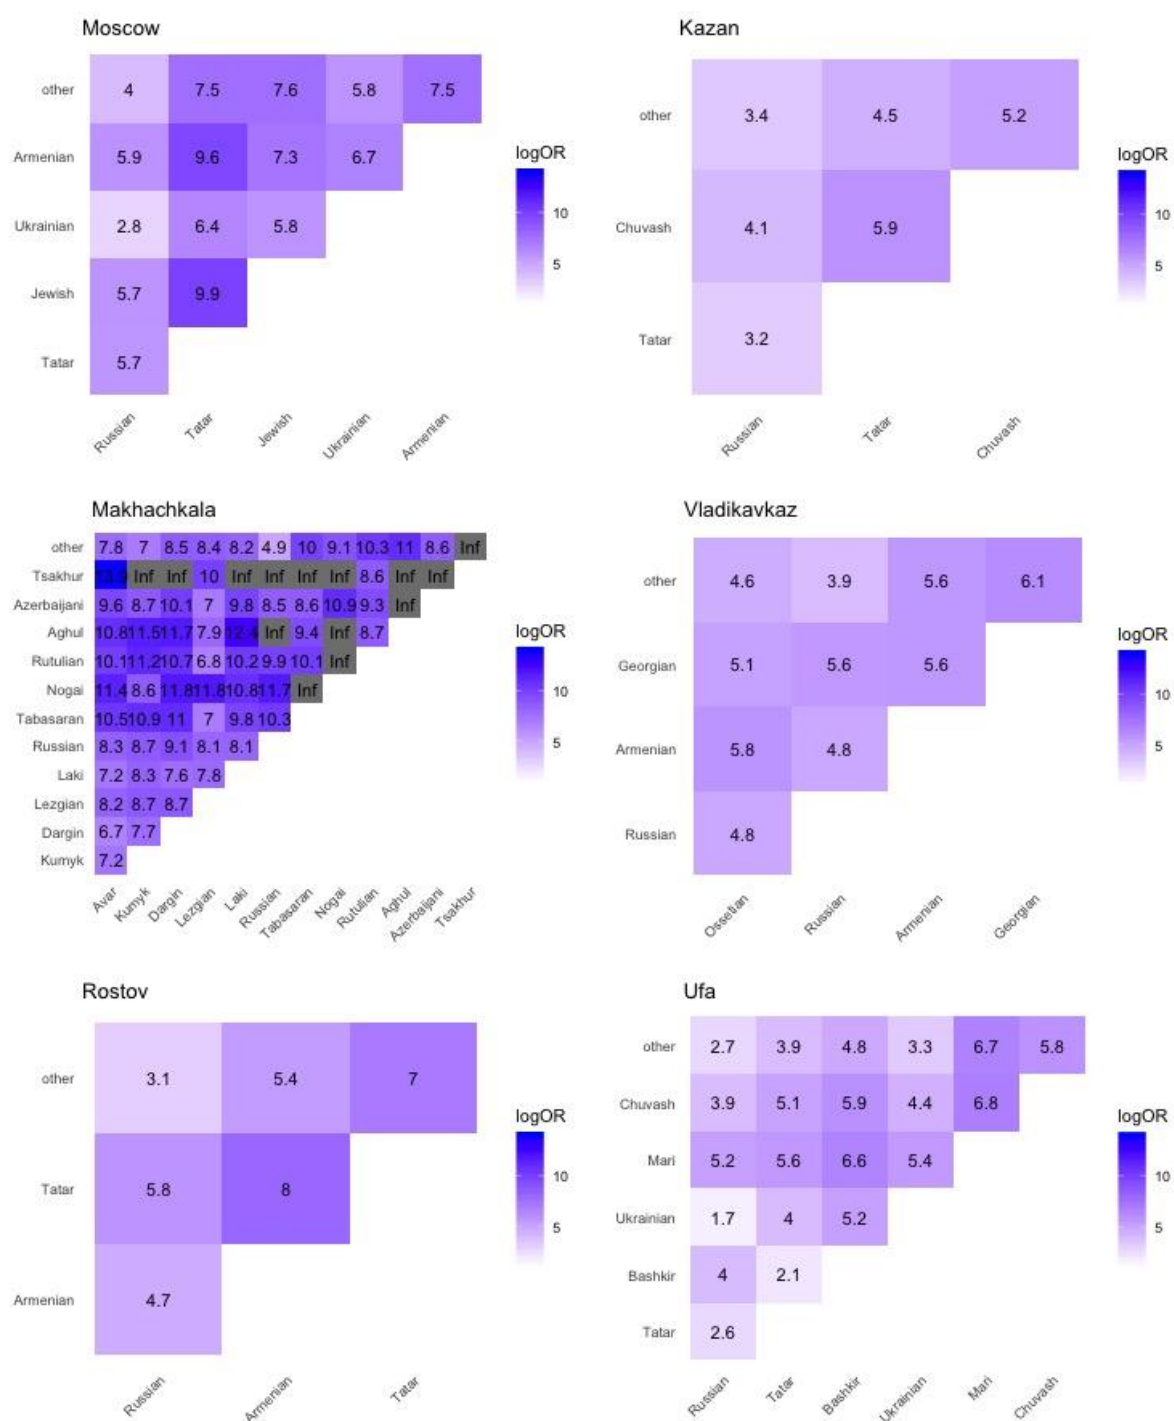 Moscow
other 4 7.5 7.6 5.8 7.5
Armenian 5.9 9.6 7.3 6.7
Ukrainian 2.8 6.4 5.8
Jewish 5.7 9.9
Tatar 5.7
Russian Tatar Jewish Ukrainian Armenian
logOR
10
5
Kazan
other 3.4 4.5 5.2
Chuvash 4.1 5.9
Tatar 3.2
Russian Tatar Chuvash
logOR
10
5
Makhachkala
other 7.8 7 8.5 8.4 8.2 4.9 10 9.1 10.3 11 8.6 Inf
Tsakhur Inf Inf 10 Inf Inf Inf Inf 8.6 Inf Inf
Azerbaijani 9.6 8.7 10.1 7 9.8 8.5 8.6 10.9 9.3 Inf
Aghul 10.8 11.5 11.7 7.9 12.4 Inf 9.4 Inf 8.7
Rutulian 10.1 11.2 10.7 6.8 10.2 9.9 10.1 Inf
Nogai 11.4 8.6 11.8 11.8 10.8 11.7 Inf
Tabasaran 10.5 10.9 11 7 9.8 10.3
Russian 8.3 8.7 9.1 8.1 8.1
Laki 7.2 8.3 7.6 7.8
Lezgian 8.2 8.7 8.7
Dargin 6.7 7.7
Kumyk 7.2
Avar Kumyk Dargin Lezgian Laki Russian Tabasaran Nogai Rutulian Aghul Azerbaijani Tsakhur
logOR
10
5
Vladikavkaz
other 4.6 3.9 5.6 6.1
Georgian 5.1 5.6 5.6
Armenian 5.8 4.8
Russian 4.8
Ossetian Russian Armenian Georgian
logOR
10
5
Rostov
other 3.1 5.4 7
Tatar 5.8 8
Armenian 4.7
Russian Armenian Tatar
logOR
10
5
Ufa
other 2.7 3.9 4.8 3.3 6.7 5.8
Chuvash 3.9 5.1 5.9 4.4 6.8
Mari 5.2 5.6 6.6 5.4
Ukrainian 1.7 4 5.2
Bashkir 4 2.1
Tatar 2.6
Russian Tatar Bashkir Ukrainian Mari Chuvash
logOR
10
5